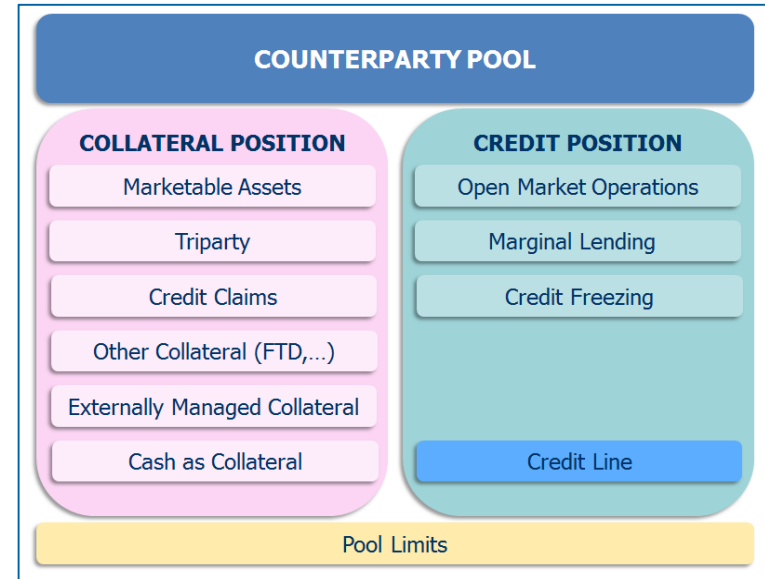 COUNTERPARTY POOL
COLLATERAL POSITION
Marketable Assets
Triparty
Credit Claims
Other Collateral (FTD,...)
Externally Managed Collateral
Cash as Collateral
CREDIT POSITION
Open Market Operations
Marginal Lending
Credit Freezing
Credit Line
Pool Limits